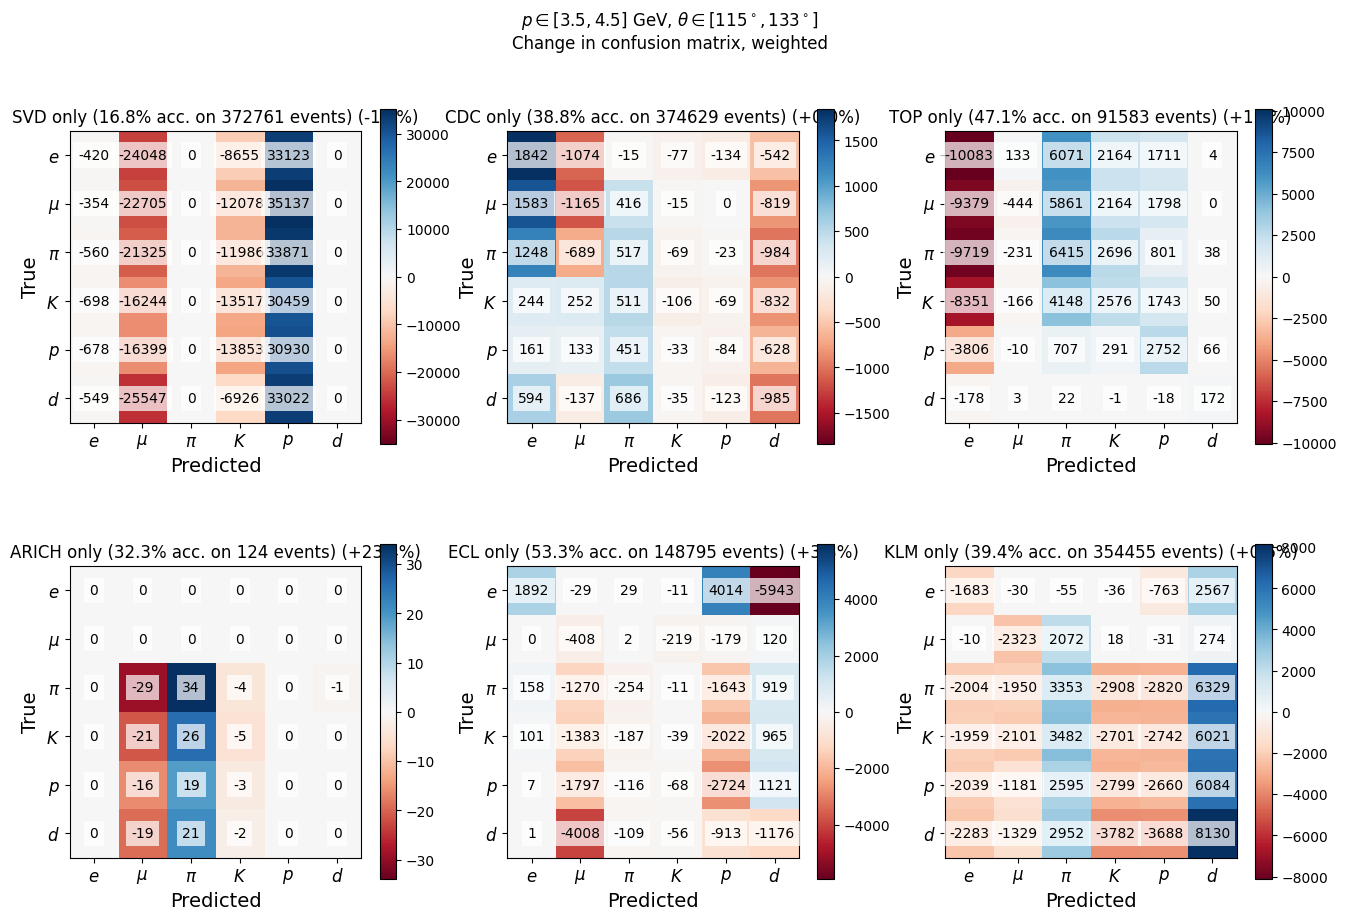 p ∈ [3.5, 4.5] GeV, θ ∈ [115°, 133°]
Change in confusion matrix, weighted
SVD only (16.8% acc. on 372761 events)
e -420 -24048 0 -8655 33123 0
μ -354 -22705 0 -12078 35137 0
π -560 -21325 0 -11986 33871 0
K -698 -16244 0 -13517 30459 0
p -678 -16399 0 -13853 30930 0
d -549 -25547 0 -6926 33022 0
e μ π K p d
Predicted
True
30000
20000
10000
0
−10000
−20000
−30000
CDC only (38.8% acc. on 374629 events)
e 1842 -1074 -15 -77 -134 -542
μ 1583 -1165 416 -15 0 -819
π 1248 -689 517 -69 -23 -984
K 244 252 511 -106 -69 -832
p 161 133 451 -33 -84 -628
d 594 -137 686 -35 -123 -985
e μ π K p d
Predicted
True
1500
1000
500
0
−500
−1000
−1500
TOP only (47.1% acc. on 91583 events)
e -10083 133 6071 2164 1711 4
μ -9379 -444 5861 2164 1798 0
π -9719 -231 6415 2696 801 38
K -8351 -166 4148 2576 1743 50
p -3806 -10 707 291 2752 66
d -178 3 22 -1 -18 172
e μ π K p d
Predicted
True
10000
7500
5000
2500
0
−2500
−5000
−7500
−10000
ARICH only (32.3% acc. on 124 events)
e 0 0 0 0 0 0
μ 0 0 0 0 0 0
π 0 -29 34 -4 0 -1
K 0 -21 26 -5 0 0
p 0 -16 19 -3 0 0
d 0 -19 21 -2 0 0
e μ π K p d
Predicted
True
30
20
10
0
−10
−20
−30
ECL only (53.3% acc. on 148795 events)
e 1892 -29 29 -11 4014 -5943
μ 0 -408 2 -219 -179 120
π 158 -1270 -254 -11 -1643 919
K 101 -1383 -187 -39 -2022 965
p 7 -1797 -116 -68 -2724 1121
d 1 -4008 -109 -56 -913 -1176
e μ π K p d
Predicted
True
4000
2000
0
−2000
−4000
KLM only (39.4% acc. on 354455 events)
e -1683 -30 -55 -36 -763 2567
μ -10 -2323 2072 18 -31 274
π -2004 -1950 3353 -2908 -2820 6329
K -1959 -2101 3482 -2701 -2742 6021
p -2039 -1181 2595 -2799 -2660 6084
d -2283 -1329 2952 -3782 -3688 8130
e μ π K p d
Predicted
True
8000
6000
4000
2000
0
−2000
−4000
−6000
−8000